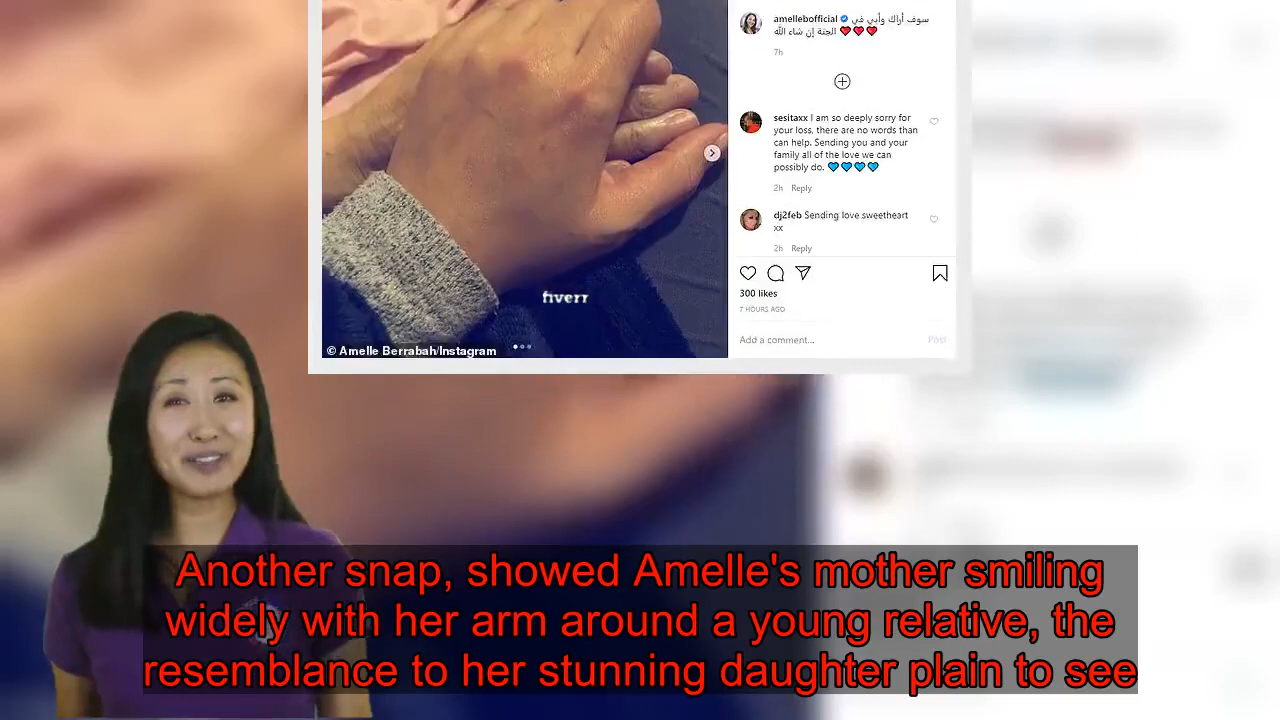 amellebofficial سوف أراك وأبي في
الجنة إن شاء الله ❤️❤️❤️
7h
sesitaxx I am so deeply sorry for
your loss, there are no words than
can help. Sending you and your
family all of the love we can
possibly do. 💙💙💙💙
2h Reply
dj2feb Sending love sweetheart
xx
2h Reply
300 likes
7 HOURS AGO
Add a comment...
Post
fiverr
© Amelle Berrabah/Instagram
Another snap, showed Amelle's mother smiling
widely with her arm around a young relative, the
resemblance to her stunning daughter plain to see